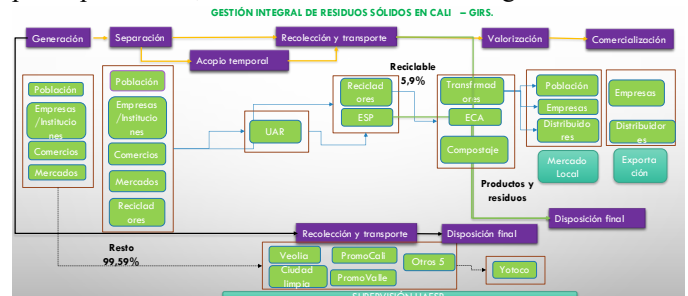 GESTIÓN INTEGRAL DE RESIDUOS SÓLIDOS EN CALI – GIRS.
Generación
Separación
Recolección y transporte
Valorización
Comercialización
Acopio temporal
Población
Empresas
/Institucio
nes
Comercios
Mercados
Población
Empresas
/Institucio
nes
Comercios
Mercados
Reciclad
ores
UAR
Reciclable
5,9%
Reciclad
ores
ESP
Transfrmad
ores
ECA
Compostaje
Población
Empresas
Distribuido
res
Mercado
Local
Empresas
Distribuidor
es
Exporta
ción
Productos y
residuos
Disposición final
Recolección y transporte
Disposición final
Resto
99,59%
Veolia
Ciudad
limpia
PromoCali
PromoValle
Otros 5
Yotoco